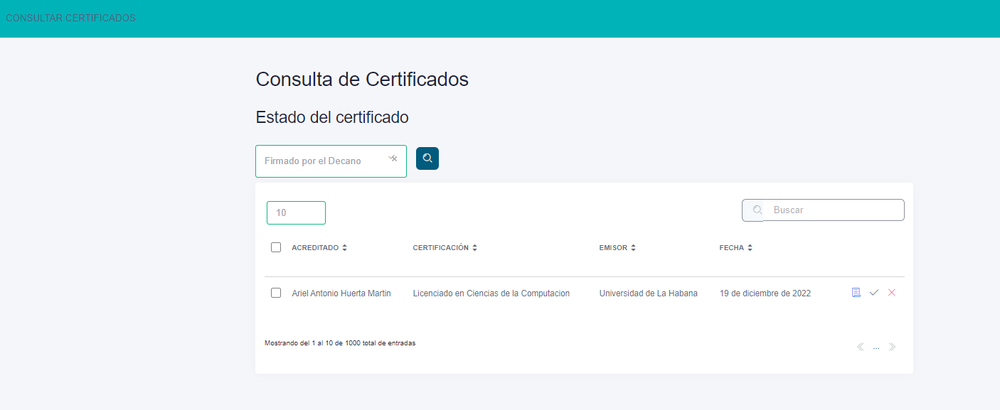 CONSULTAR CERTIFICADOS
Consulta de Certificados
Estado del certificado
Firmado por el Decano
10
Buscar
ACREDITADO CERTIFICACIÓN EMISOR FECHA
Ariel Antonio Huerta Martin Licenciado en Ciencias de la Computacion Universidad de La Habana 19 de diciembre de 2022
Mostrando del 1 al 10 de 1000 total de entradas
...